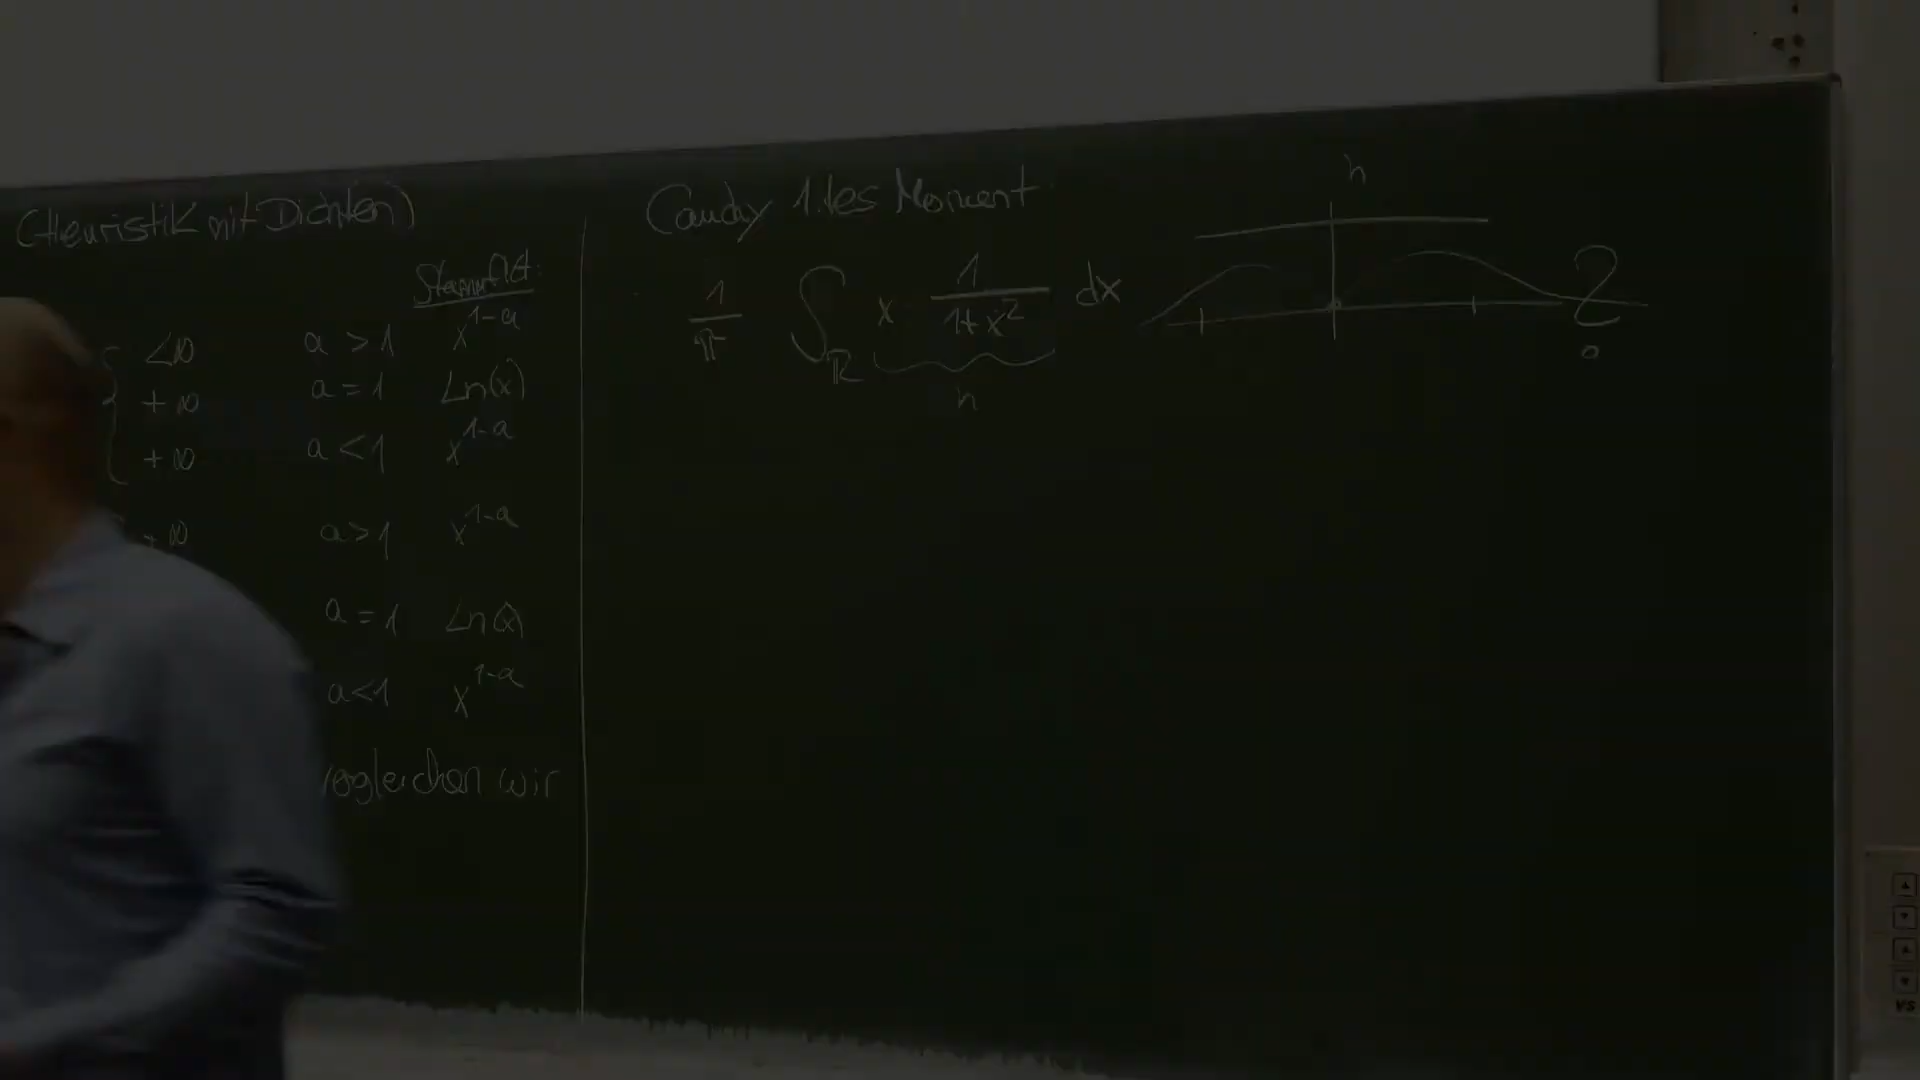 (Heuristik mit Dichten)
Stammfkt:
<∞ a > 1 x^{1-a}
+∞ a = 1 Ln(x)
+∞ a < 1 x^{1-a}
+∞ a > 1 x^{1-a}
a = 1 Ln(x)
a < 1 x^{1-a}
vergleichen wir
Cauchy 1.tes Moment
1/π ∫_ℝ x · 1/(1+x²) dx
h
h
?
VS